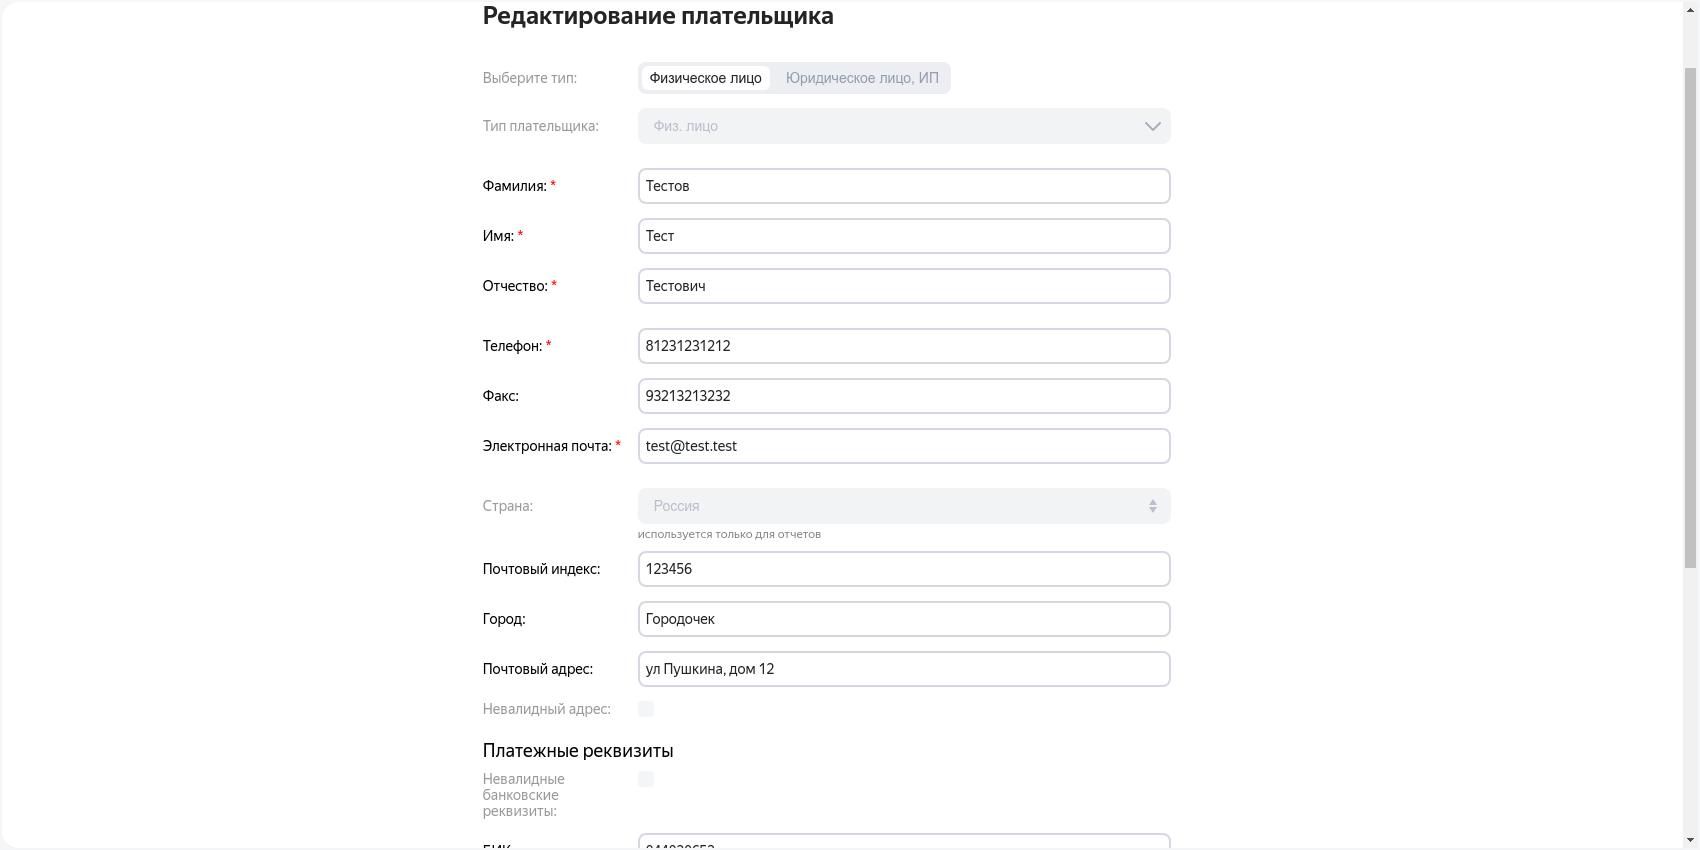 Редактирование плательщика
Выберите тип: Физическое лицо Юридическое лицо, ИП
Тип плательщика: Физ. лицо
Фамилия: * Тестов
Имя: * Тест
Отчество: * Тестович
Телефон: * 81231231212
Факс: 93213213232
Электронная почта: * test@test.test
Страна: Россия
используется только для отчетов
Почтовый индекс: 123456
Город: Городочек
Почтовый адрес: ул Пушкина, дом 12
Невалидный адрес:
Платежные реквизиты
Невалидные
банковские
реквизиты: